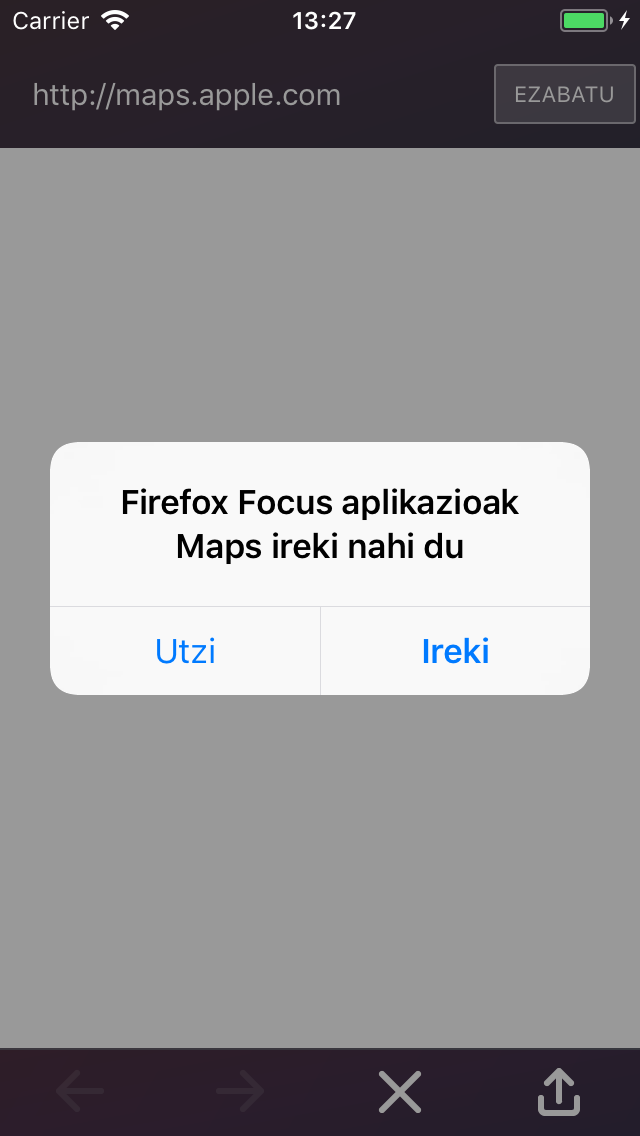 Carrier 13:27
http://maps.apple.com EZABATU
Firefox Focus aplikazioak
Maps ireki nahi du
Utzi Ireki